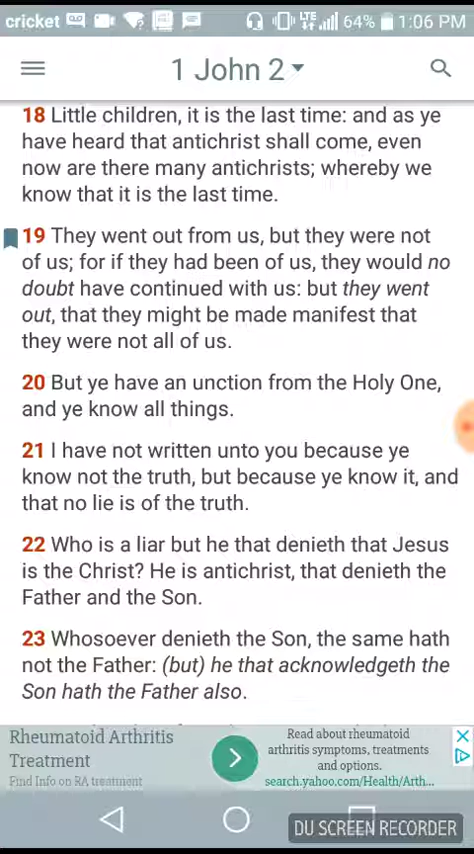 cricket LTE 64% 1:06 PM
1 John 2
18 Little children, it is the last time: and as ye
have heard that antichrist shall come, even
now are there many antichrists; whereby we
know that it is the last time.
19 They went out from us, but they were not
of us; for if they had been of us, they would no
doubt have continued with us: but they went
out, that they might be made manifest that
they were not all of us.
20 But ye have an unction from the Holy One,
and ye know all things.
21 I have not written unto you because ye
know not the truth, but because ye know it, and
that no lie is of the truth.
22 Who is a liar but he that denieth that Jesus
is the Christ? He is antichrist, that denieth the
Father and the Son.
23 Whosoever denieth the Son, the same hath
not the Father: (but) he that acknowledgeth the
Son hath the Father also.
Rheumatoid Arthritis
Treatment
Find Info on RA treatment
Read about rheumatoid
arthritis symptoms, treatments
and options.
search.yahoo.com/Health/Arth...
DU SCREEN RECORDER